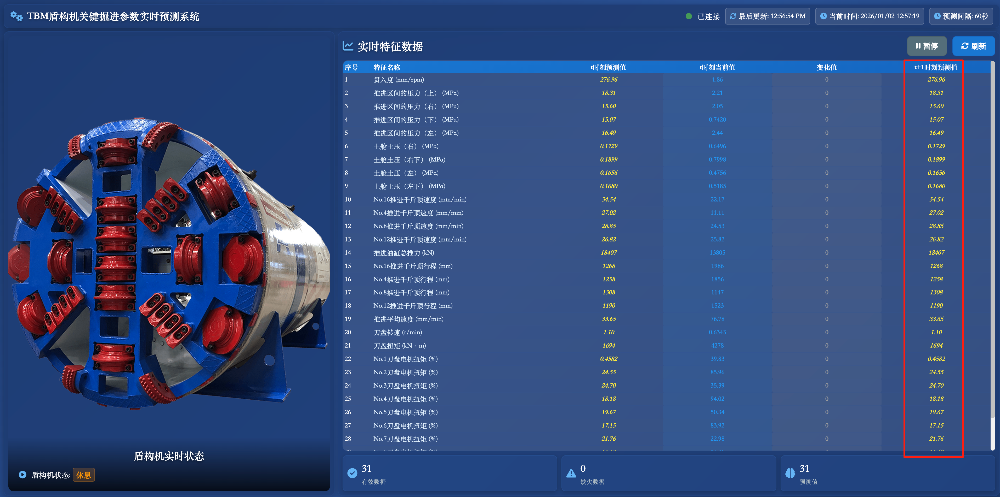 TBM盾构机关键掘进参数实时预测系统
已连接 最后更新: 12:56:54 PM 当前时间: 2026/01/02 12:57:19 预测间隔: 60秒
实时特征数据 暂停 刷新
序号 特征名称 t时刻预测值 t时刻当前值 变化值 t+1时刻预测值
1 贯入度 (mm/rpm) 276.96 1.86 0 276.96
2 推进区间的压力（上） (MPa) 18.31 2.21 0 18.31
3 推进区间的压力（右） (MPa) 15.60 2.05 0 15.60
4 推进区间的压力（下） (MPa) 15.07 0.7420 0 15.07
5 推进区间的压力（左） (MPa) 16.49 2.44 0 16.49
6 土舱土压（右） (MPa) 0.1729 0.6496 0 0.1729
7 土舱土压（右下） (MPa) 0.1899 0.7998 0 0.1899
8 土舱土压（左） (MPa) 0.1656 0.4756 0 0.1656
9 土舱土压（左下） (MPa) 0.1680 0.5185 0 0.1680
10 No.16推进千斤顶速度 (mm/min) 34.54 22.17 0 34.54
11 No.4推进千斤顶速度 (mm/min) 27.02 11.11 0 27.02
12 No.8推进千斤顶速度 (mm/min) 28.85 24.53 0 28.85
13 No.12推进千斤顶速度 (mm/min) 26.82 25.82 0 26.82
14 推进油缸总推力 (kN) 18407 13805 0 18407
15 No.16推进千斤顶行程 (mm) 1268 1986 0 1268
16 No.4推进千斤顶行程 (mm) 1258 1856 0 1258
17 No.8推进千斤顶行程 (mm) 1308 1147 0 1308
18 No.12推进千斤顶行程 (mm) 1190 1523 0 1190
19 推进平均速度 (mm/min) 33.65 76.78 0 33.65
20 刀盘转速 (r/min) 1.10 0.6343 0 1.10
21 刀盘扭矩 (kN · m) 1694 4278 0 1694
22 No.1刀盘电机扭矩 (%) 0.4582 39.83 0 0.4582
23 No.2刀盘电机扭矩 (%) 24.55 85.96 0 24.55
24 No.3刀盘电机扭矩 (%) 24.70 35.39 0 24.70
25 No.4刀盘电机扭矩 (%) 18.18 94.02 0 18.18
26 No.5刀盘电机扭矩 (%) 19.67 50.34 0 19.67
27 No.6刀盘电机扭矩 (%) 17.15 83.92 0 17.15
28 No.7刀盘电机扭矩 (%) 21.76 22.98 0 21.76
盾构机实时状态
盾构机状态: 休息
31
有效数据
0
缺失数据
31
预测值